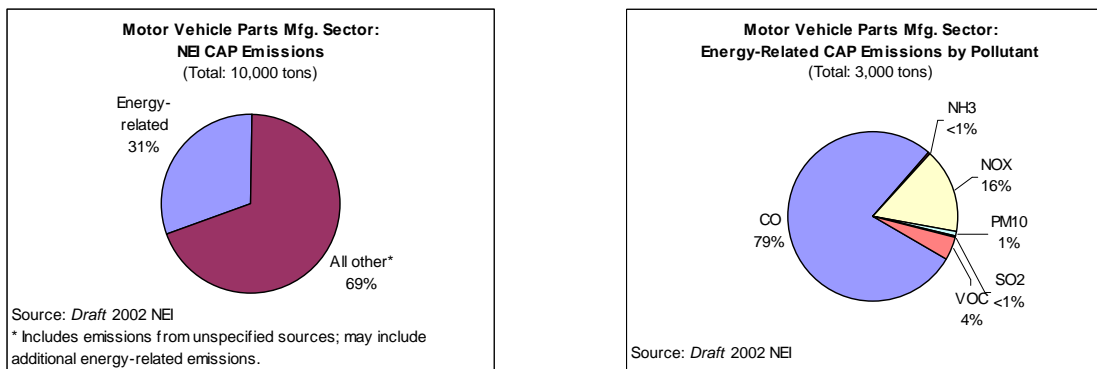 Motor Vehicle Parts Mfg. Sector:
NEI CAP Emissions
(Total: 10,000 tons)
Energy-
related
31%
All other*
69%
Source: Draft 2002 NEI
* Includes emissions from unspecified sources; may include
additional energy-related emissions.
Motor Vehicle Parts Mfg. Sector:
Energy-Related CAP Emissions by Pollutant
(Total: 3,000 tons)
NH3
<1%
NOX
16%
CO
79%
PM10
1%
SO2
<1%
VOC
4%
Source: Draft 2002 NEI